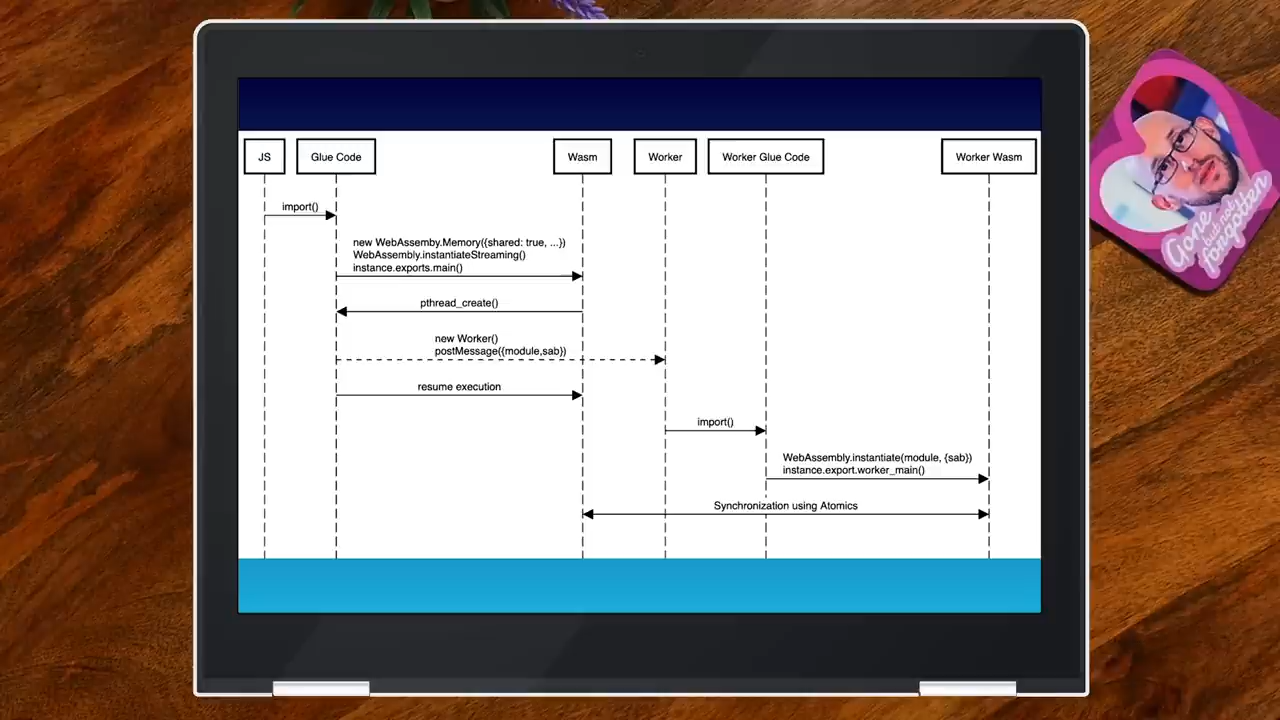 JS
Glue Code
Wasm
Worker
Worker Glue Code
Worker Wasm
import()
new WebAssemby.Memory({shared: true, ...})
WebAssembly.instantiateStreaming()
instance.exports.main()
pthread_create()
new Worker()
postMessage({module,sab})
resume execution
import()
WebAssembly.instantiate(module, {sab})
instance.export.worker_main()
Synchronization using Atomics
Gone
but not
forgotten